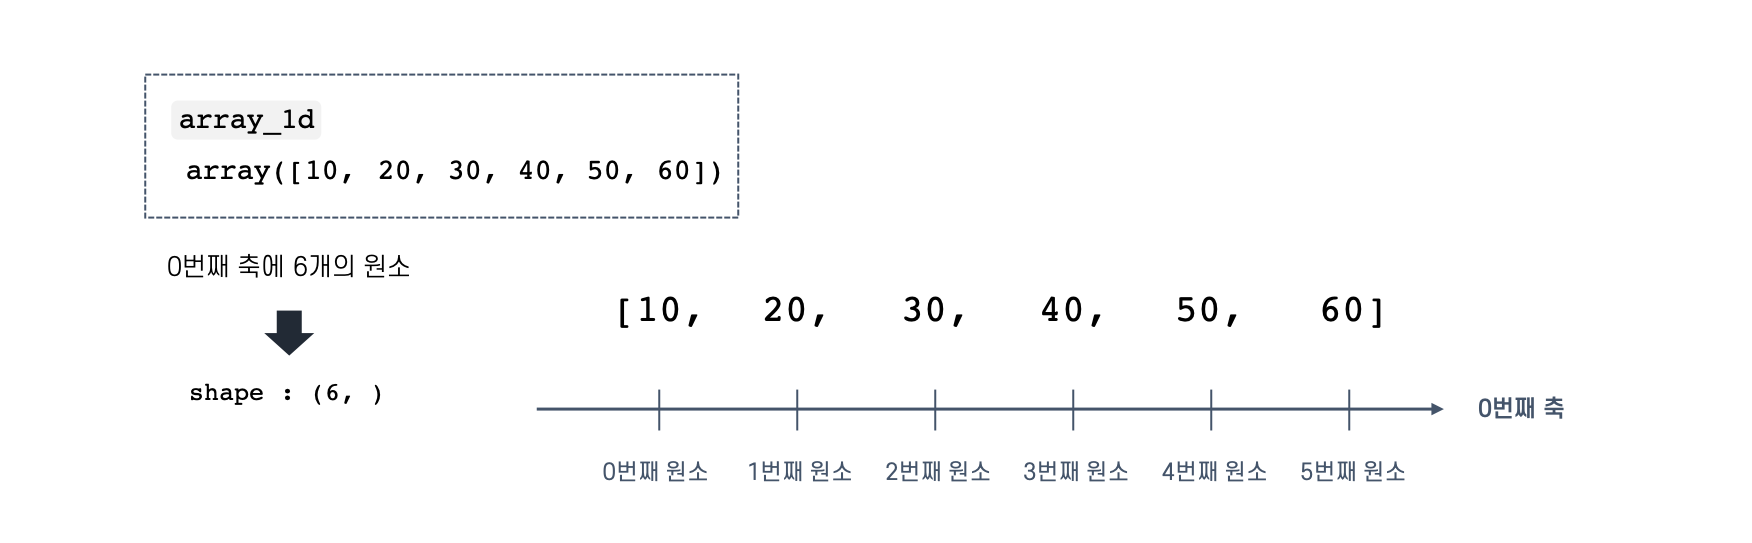 array_1d
array([10, 20, 30, 40, 50, 60])
0번째 축에 6개의 원소
shape : (6, )
[10, 20, 30, 40, 50, 60]
0번째 축
0번째 원소 1번째 원소 2번째 원소 3번째 원소 4번째 원소 5번째 원소